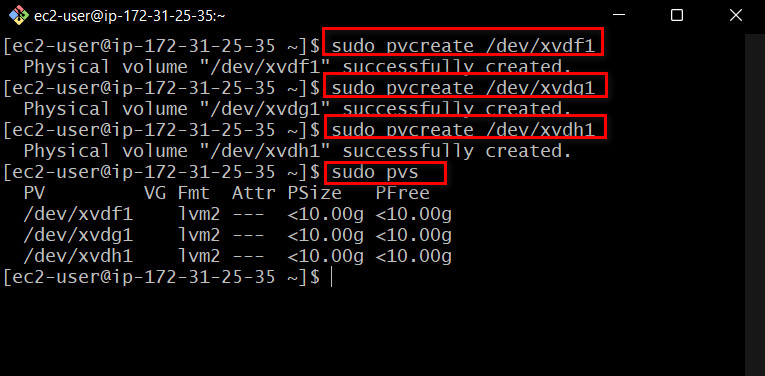 ec2-user@ip-172-31-25-35:~
[ec2-user@ip-172-31-25-35 ~]$ sudo pvcreate /dev/xvdf1
  Physical volume "/dev/xvdf1" successfully created.
[ec2-user@ip-172-31-25-35 ~]$ sudo pvcreate /dev/xvdg1
  Physical volume "/dev/xvdg1" successfully created.
[ec2-user@ip-172-31-25-35 ~]$ sudo pvcreate /dev/xvdh1
  Physical volume "/dev/xvdh1" successfully created.
[ec2-user@ip-172-31-25-35 ~]$ sudo pvs
  PV         VG Fmt  Attr PSize   PFree
  /dev/xvdf1    lvm2 ---  <10.00g <10.00g
  /dev/xvdg1    lvm2 ---  <10.00g <10.00g
  /dev/xvdh1    lvm2 ---  <10.00g <10.00g
[ec2-user@ip-172-31-25-35 ~]$